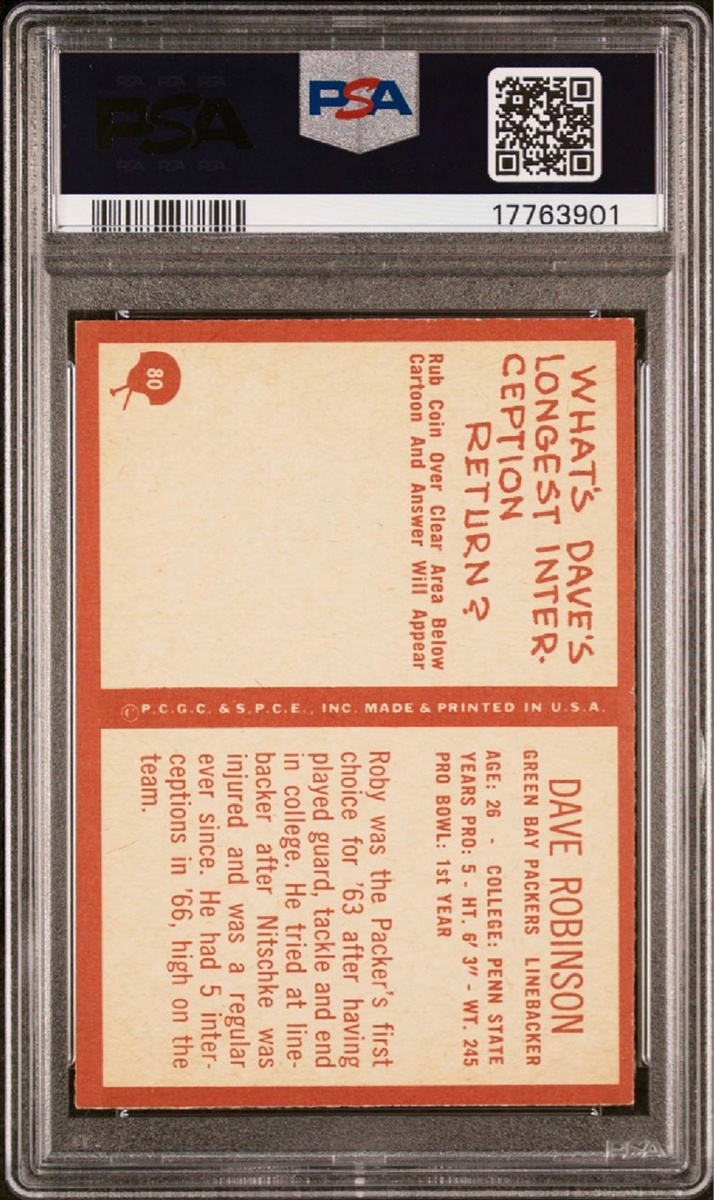 PSA
PSA
17763901
WHAT'S DAVE'S
LONGEST INTER-
CEPTION
RETURN?
Rub Coin Over Clear Area Below
Cartoon And Answer Will Appear
80
© P.C.G.C. & S.P.C.E., INC. MADE & PRINTED IN U.S.A.
DAVE ROBINSON
GREEN BAY PACKERS LINEBACKER
AGE: 26 - COLLEGE: PENN STATE
YEARS PRO: 5 - HT. 6' 3" - WT. 245
PRO BOWL: 1st YEAR
Roby was the Packer's first
choice for '63 after having
played guard, tackle and end
in college. He tried at line-
backer after Nitschke was
injured and was a regular
ever since. He had 5 inter-
ceptions in '66, high on the
team.
PSA